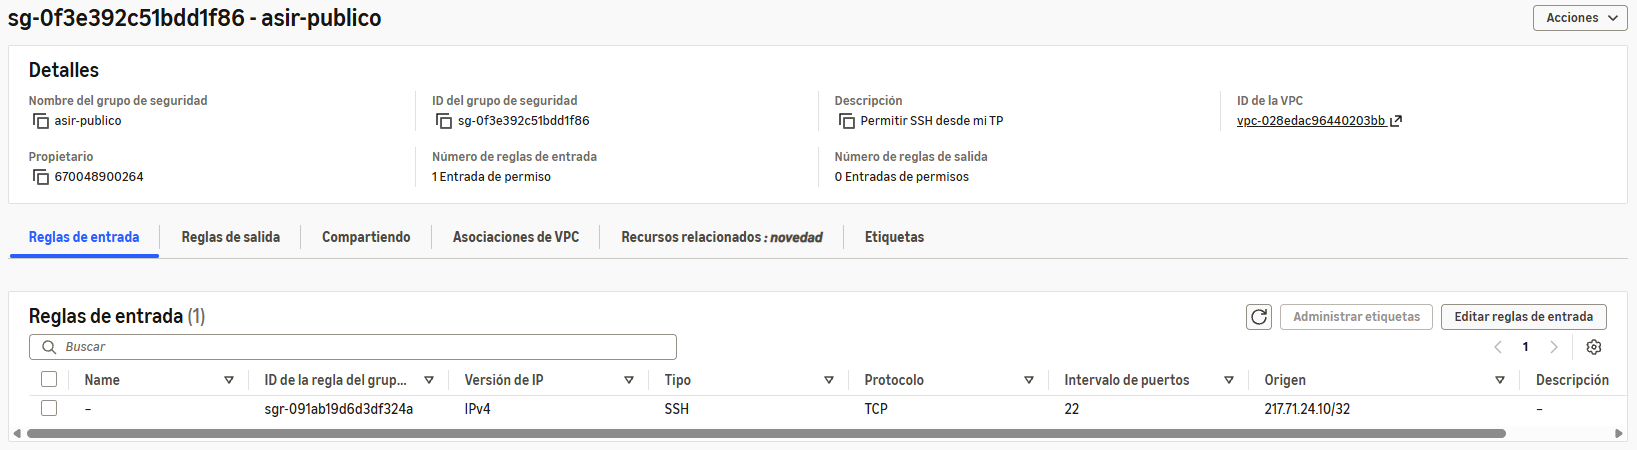 sg-0f3e392c51bdd1f86 - asir-publico
Acciones
Detalles
Nombre del grupo de seguridad
asir-publico
ID del grupo de seguridad
sg-0f3e392c51bdd1f86
Descripción
Permitir SSH desde mi TP
ID de la VPC
vpc-028edac96440203bb
Propietario
670048900264
Número de reglas de entrada
1 Entrada de permiso
Número de reglas de salida
0 Entradas de permisos
Reglas de entrada
Reglas de salida
Compartiendo
Asociaciones de VPC
Recursos relacionados : novedad
Etiquetas
Reglas de entrada (1)
Administrar etiquetas
Editar reglas de entrada
Buscar
1
Name
ID de la regla del grup...
Versión de IP
Tipo
Protocolo
Intervalo de puertos
Origen
Descripción
–
sgr-091ab19d6d3df324a
IPv4
SSH
TCP
22
217.71.24.10/32
–